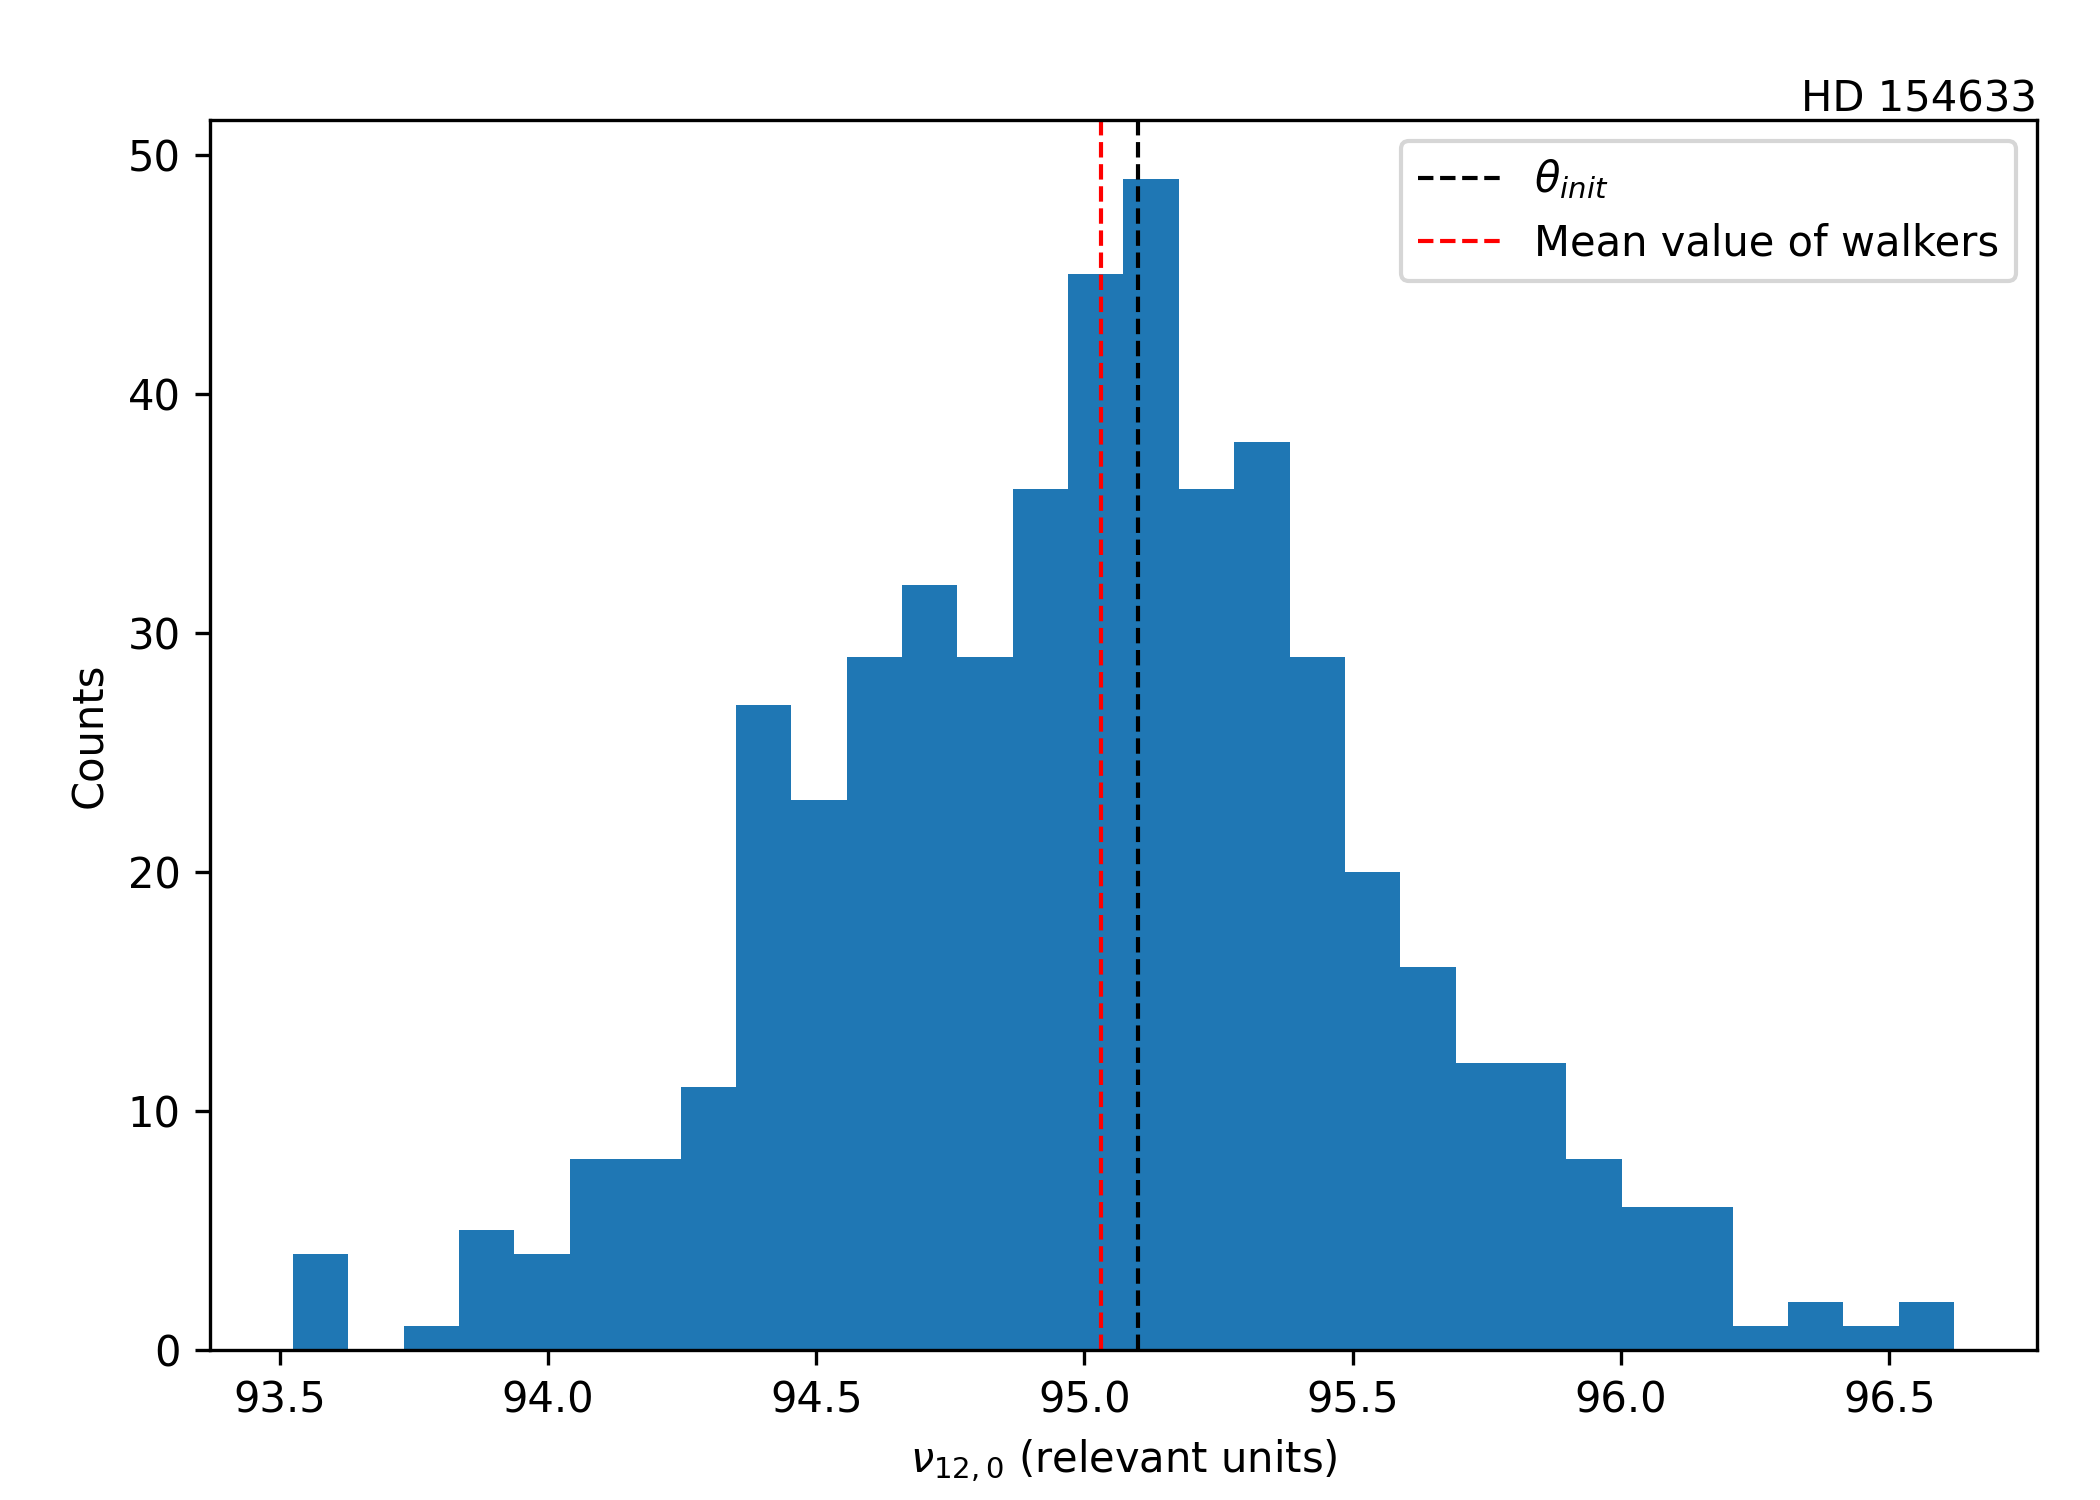 HD 154633
θinit
Mean value of walkers
50
40
30
20
10
0
Counts
93.5 94.0 94.5 95.0 95.5 96.0 96.5
ν12, 0 (relevant units)